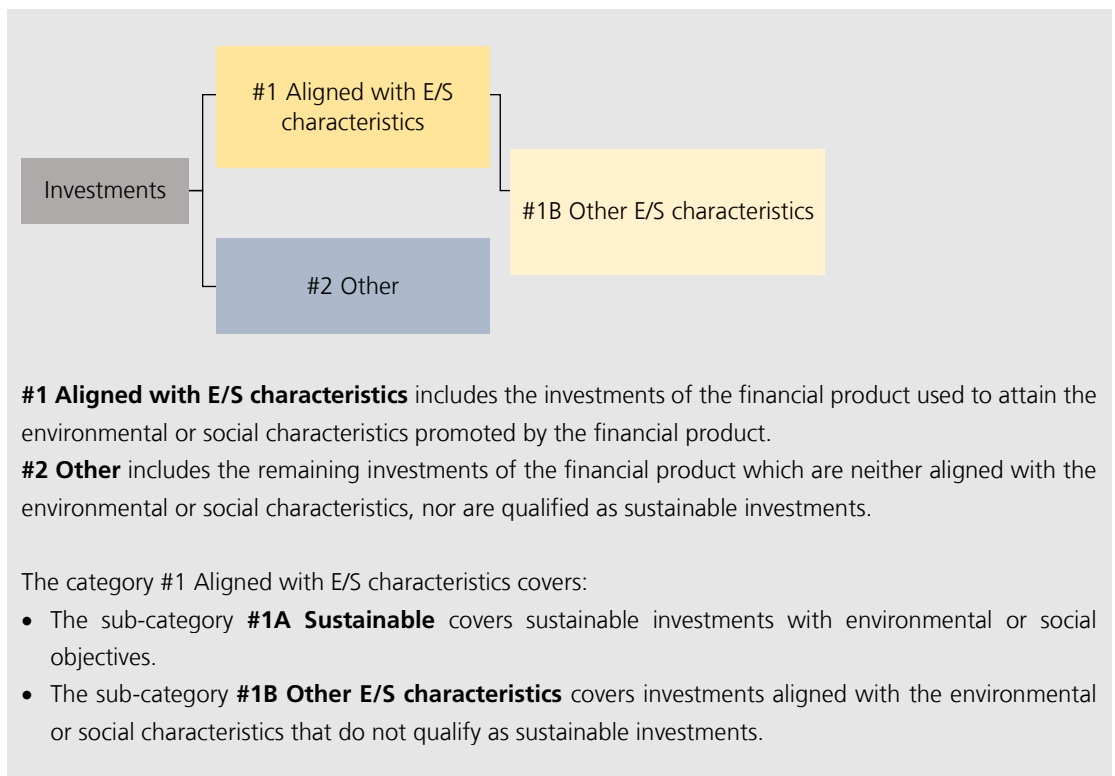 #1 Aligned with E/S
characteristics
Investments
#1B Other E/S characteristics
#2 Other
#1 Aligned with E/S characteristics includes the investments of the financial product used to attain the
environmental or social characteristics promoted by the financial product.
#2 Other includes the remaining investments of the financial product which are neither aligned with the
environmental or social characteristics, nor are qualified as sustainable investments.
The category #1 Aligned with E/S characteristics covers:
• The sub-category #1A Sustainable covers sustainable investments with environmental or social
objectives.
• The sub-category #1B Other E/S characteristics covers investments aligned with the environmental
or social characteristics that do not qualify as sustainable investments.